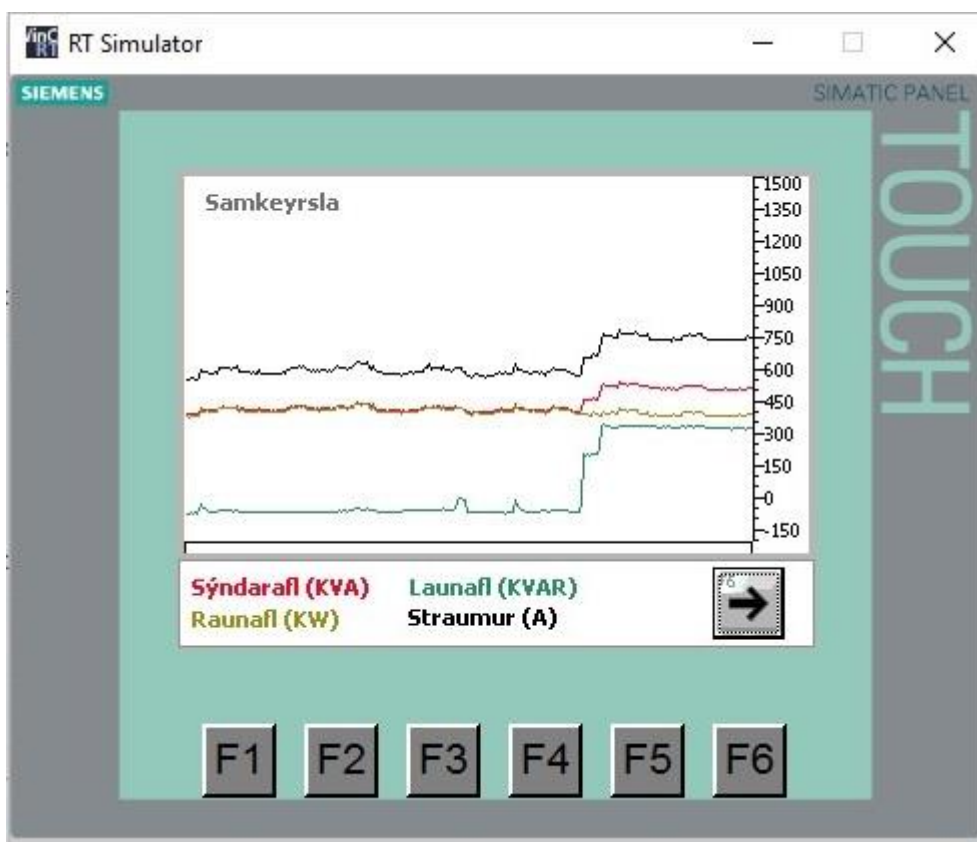 RT Simulator
SIEMENS
SIMATIC PANEL
TOUCH
Samkeyrsla
1500
1350
1200
1050
900
750
600
450
300
150
0
-150
Sýndarafl (KVA) Launafl (KVAR)
Raunafl (KW) Straumur (A)
F1 F2 F3 F4 F5 F6